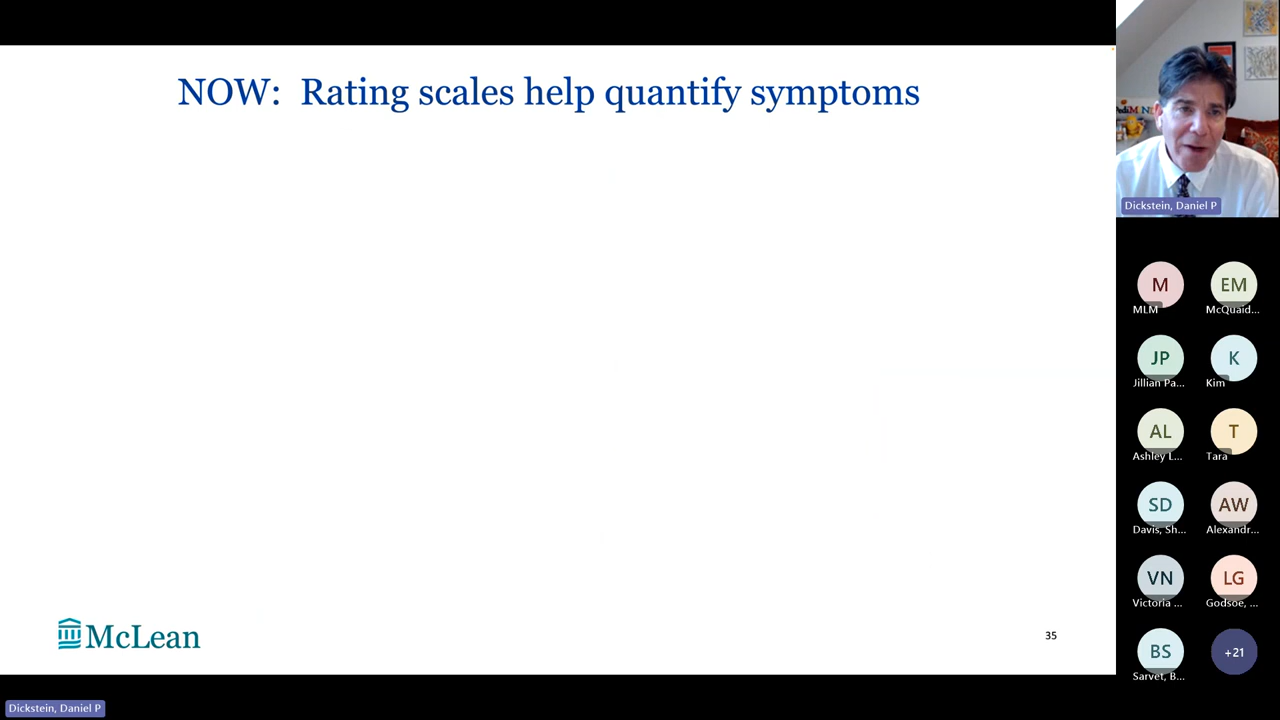 NOW:  Rating scales help quantify symptoms
McLean
35
Dickstein, Daniel P
M
MLM
EM
McQuaid...
JP
Jillian Pa...
K
Kim
AL
Ashley L...
T
Tara
SD
Davis, Sh...
AW
Alexandr...
VN
Victoria ...
LG
Godsoe, ...
BS
Sarvet, B...
+21
Dickstein, Daniel P